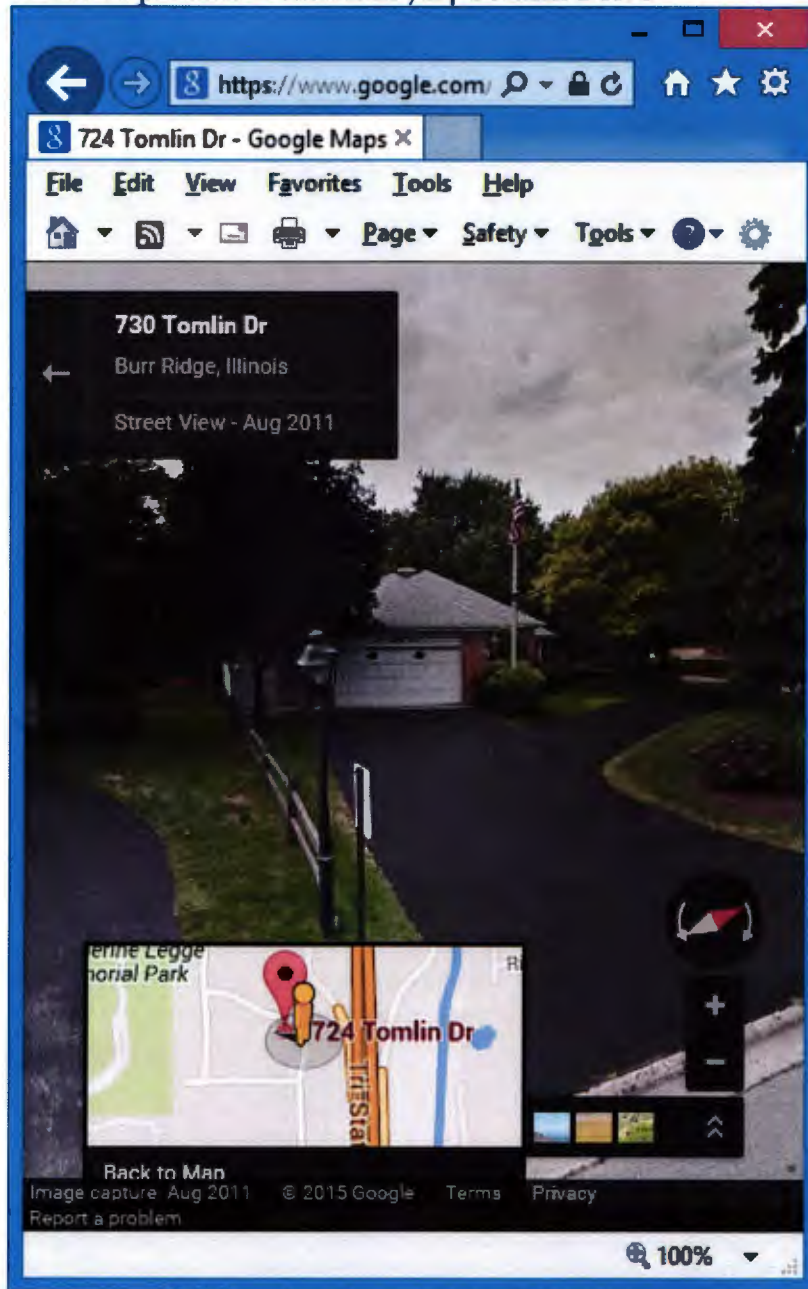 https://www.google.com/
724 Tomlin Dr - Google Maps
File Edit View Favorites Tools Help
Page Safety Tools
730 Tomlin Dr
Burr Ridge, Illinois
Street View - Aug 2011
Ri
724 Tomlin Dr
Back to Map
Image capture Aug 2011 © 2015 Google Terms Privacy
Report a problem
100%